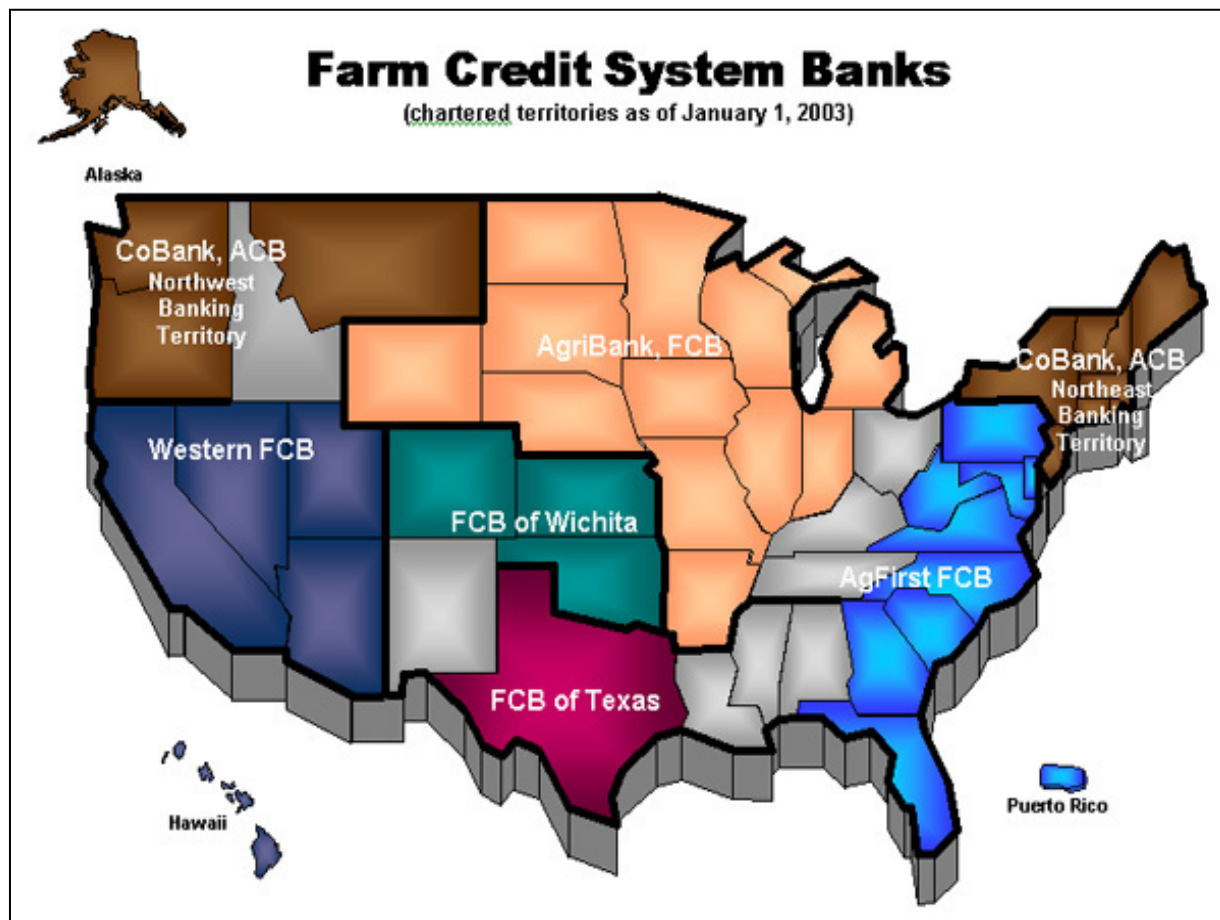 Farm Credit System Banks
(chartered territories as of January 1, 2003)
Alaska
CoBank, ACB
Northwest
Banking
Territory
AgriBank, FCB
CoBank, ACB
Northeast
Banking
Territory
Western FCB
FCB of Wichita
AgFirst FCB
FCB of Texas
Hawaii
Puerto Rico